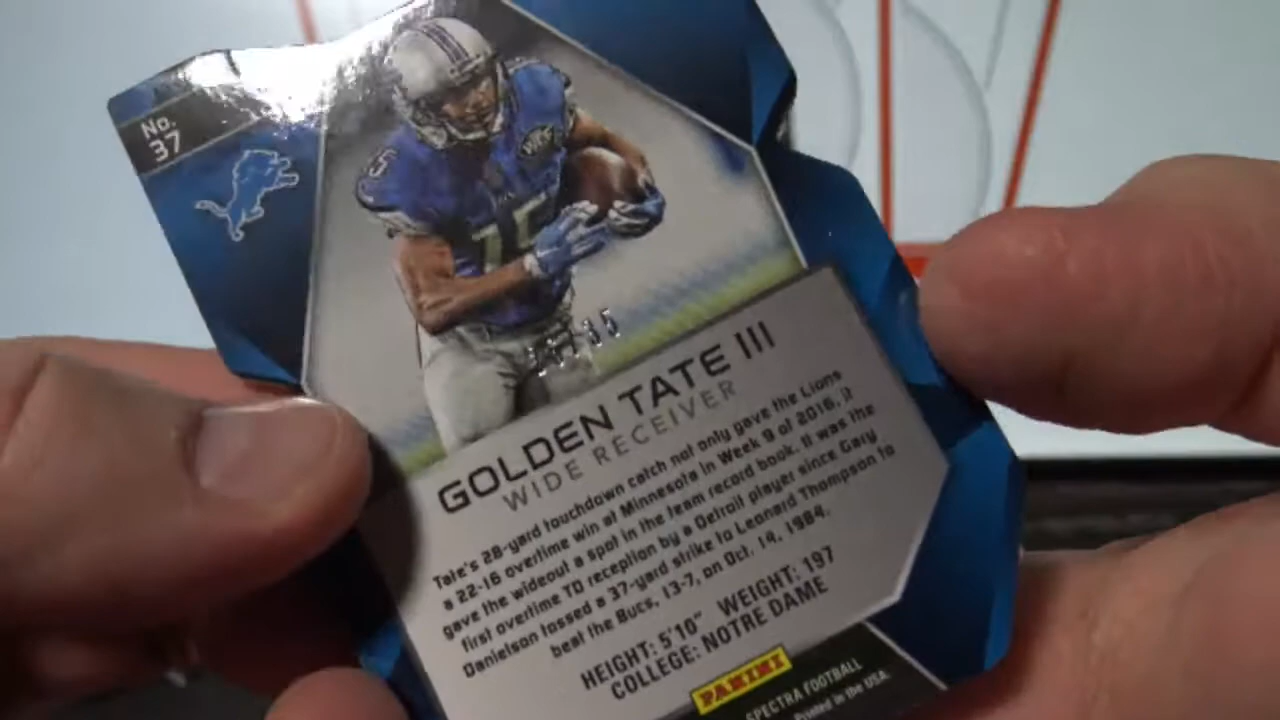 No.
37
15
WCF
15
GOLDEN TATE III
WIDE RECEIVER
Tate's 28-yard touchdown catch not only gave the Lions
a 22-16 overtime win at Minnesota in Week 9 of 2016, it
gave the wideout a spot in the team record book. It was the
first overtime TD reception by a Detroit player since Gary
Danielson tossed a 37-yard strike to Leonard Thompson to
beat the Bucs, 13-7, on Oct. 14, 1984.
HEIGHT: 5'10" WEIGHT: 197
COLLEGE: NOTRE DAME
PANINI
SPECTRA FOOTBALL
Printed in the USA.